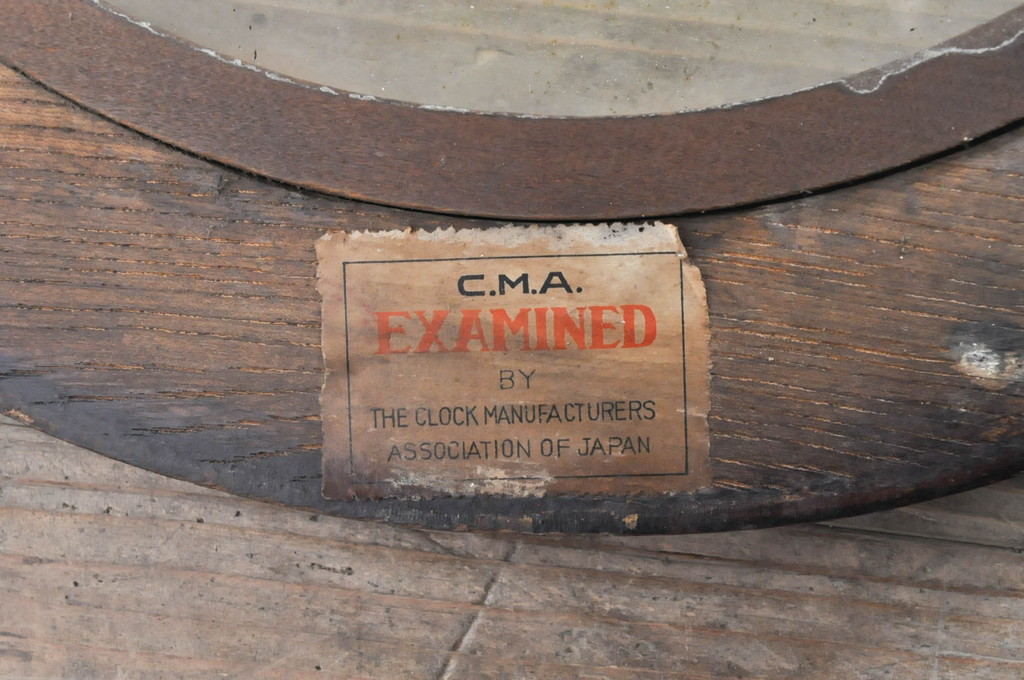 C.M.A.
EXAMINED
BY
THE CLOCK MANUFACTURERS
ASSOCIATION OF JAPAN